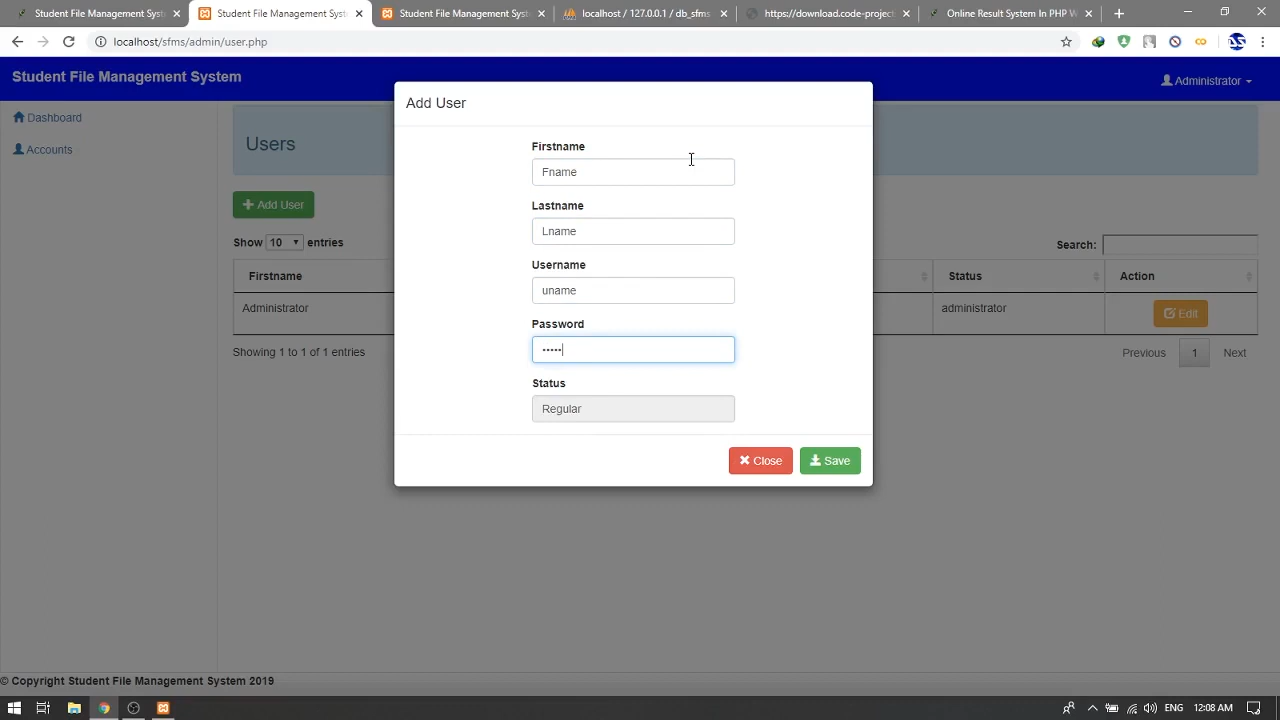 Student File Management Syst
Student File Management Syst
Student File Management Syst
localhost / 127.0.0.1 / db_sfms
https://download.code-project
Online Result System In PHP W
localhost/sfms/admin/user.php
Student File Management System
Administrator
Dashboard
Accounts
Users
Add User
Show 10 entries
Search:
Firstname
Status
Action
Administrator
administrator
Edit
Showing 1 to 1 of 1 entries
Previous 1 Next
Add User
Firstname
Fname
Lastname
Lname
Username
uname
Password
•••••
Status
Regular
Close
Save
© Copyright Student File Management System 2019
ENG
12:08 AM